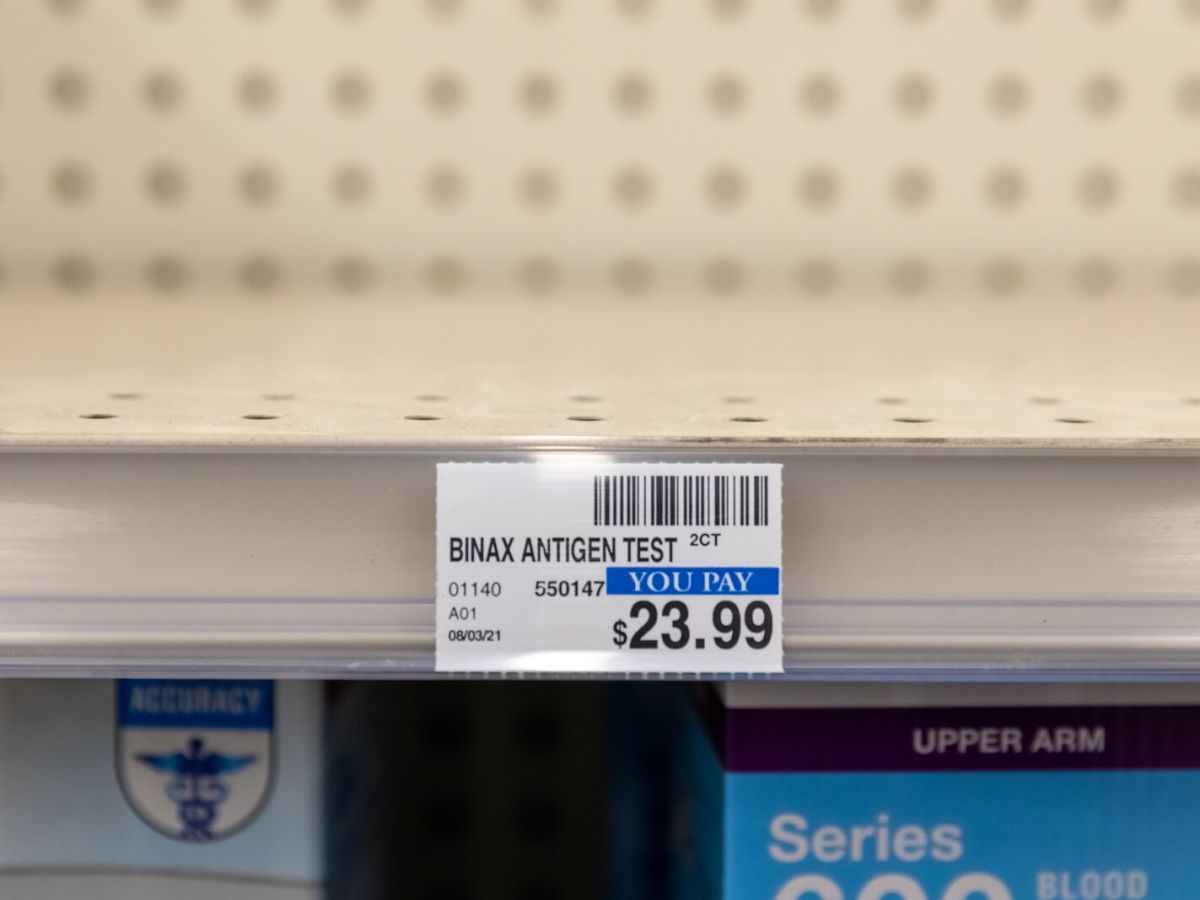 BINAX ANTIGEN TEST 2CT
01140 550147 YOU PAY
A01
$23.99
08/03/21
ACCURACY
UPPER ARM
Series
BLOOD